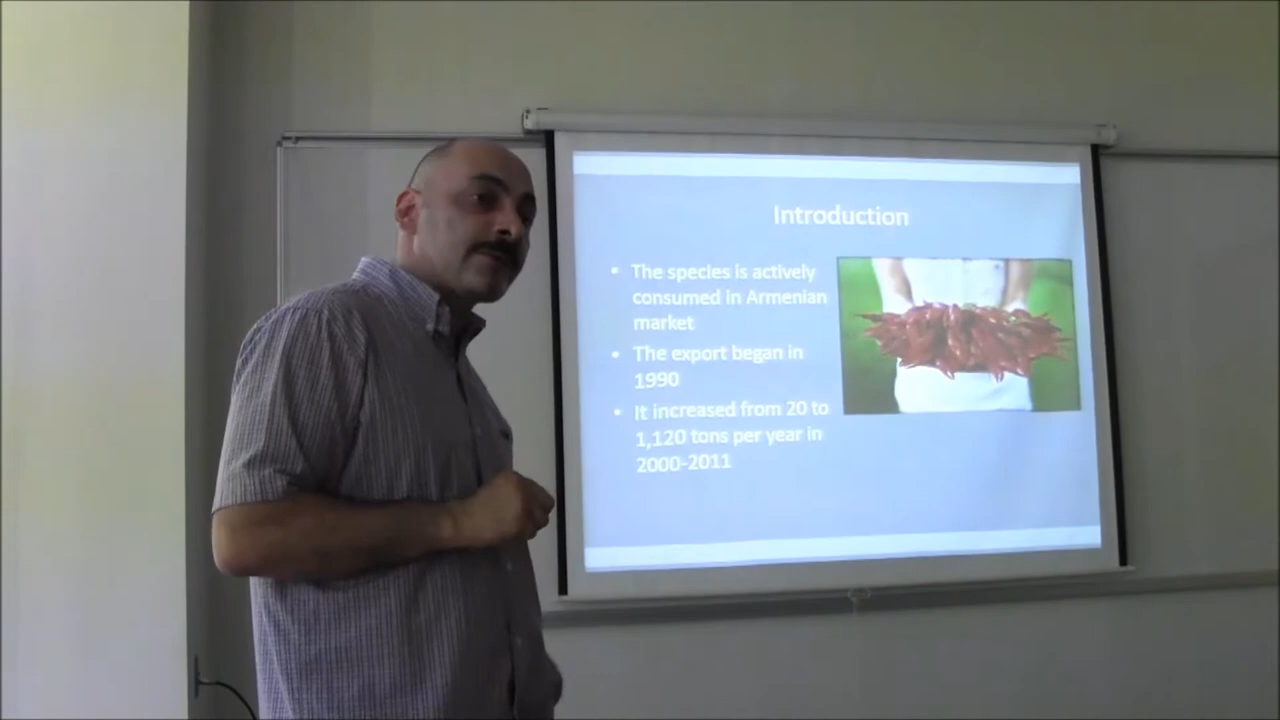 Introduction
• The species is actively
consumed in Armenian
market
• The export began in
1990
• It increased from 20 to
1,120 tons per year in
2000-2011